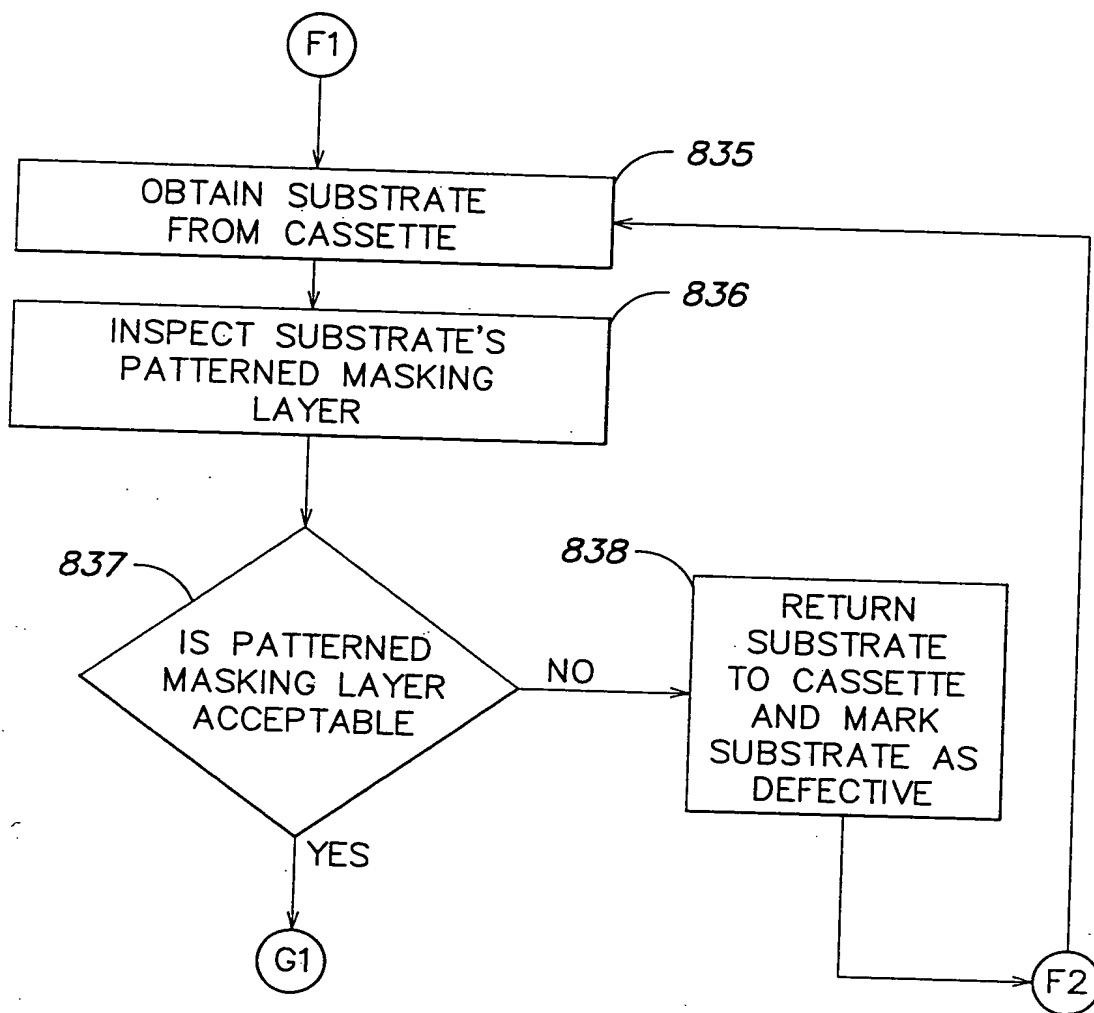 F1
835
OBTAIN SUBSTRATE
FROM CASSETTE
836
INSPECT SUBSTRATE'S
PATTERNED MASKING
LAYER
837
IS PATTERNED
MASKING LAYER
ACCEPTABLE
NO
838
RETURN
SUBSTRATE
TO CASSETTE
AND MARK
SUBSTRATE AS
DEFECTIVE
YES
G1
F2